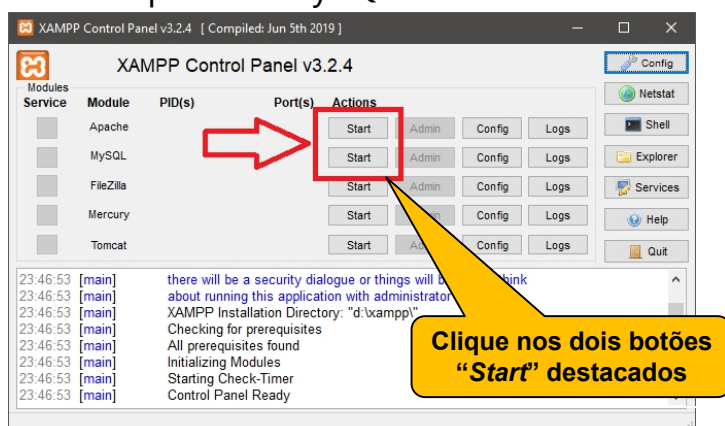 XAMPP Control Panel v3.2.4 [ Compiled: Jun 5th 2019 ]
XAMPP Control Panel v3.2.4
Modules
Service Module PID(s) Port(s) Actions
Apache Start Admin Config Logs
MySQL Start Admin Config Logs
FileZilla Start Admin Config Logs
Mercury Start Config Logs
Tomcat Start Config Logs
Config
Netstat
Shell
Explorer
Services
Help
Quit
23:46:53 [main] there will be a security dialogue or things will
23:46:53 [main] about running this application with administrator
23:46:53 [main] XAMPP Installation Directory: "d:\xampp\"
23:46:53 [main] Checking for prerequisites
23:46:53 [main] All prerequisites found
23:46:53 [main] Initializing Modules
23:46:53 [main] Starting Check-Timer
23:46:53 [main] Control Panel Ready
Clique nos dois botões
“Start” destacados